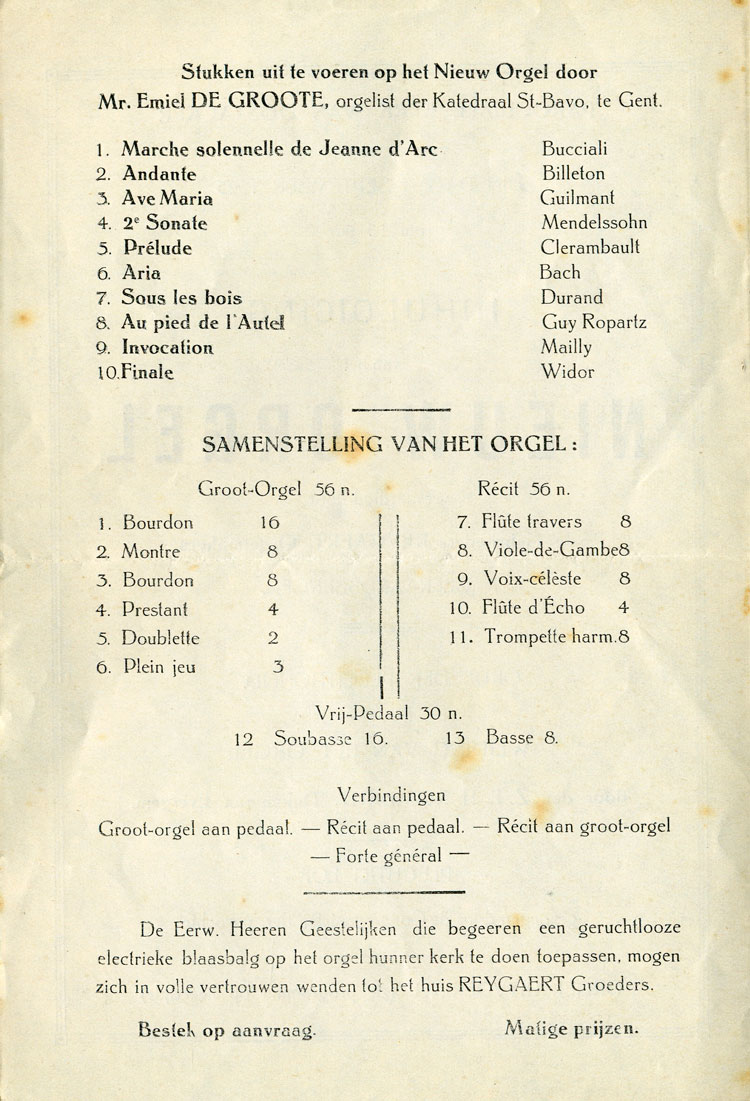 Stukken uit te voeren op het Nieuw Orgel door
Mr. Emiel DE GROOTE, orgelist der Katedraal St-Bavo, te Gent.
1. Marche solennelle de Jeanne d'Arc Bucciali
2. Andante Billeton
3. Ave Maria Guilmant
4. 2e Sonate Mendelssohn
5. Prélude Clerambault
6. Aria Bach
7. Sous les bois Durand
8. Au pied de l'Autel Guy Ropartz
9. Invocation Mailly
10. Finale Widor
SAMENSTELLING VAN HET ORGEL :
Groot-Orgel 56 n.
1. Bourdon 16
2. Montre 8
3. Bourdon 8
4. Prestant 4
5. Doublette 2
6. Plein jeu 3
Récit 56 n.
7. Flûte travers 8
8. Viole-de-Gambe 8
9. Voix-célèste 8
10. Flûte d'Écho 4
11. Trompette harm. 8
Vrij-Pedaal 30 n.
12 Soubasse 16. 13 Basse 8.
Verbindingen
Groot-orgel aan pedaal. — Récit aan pedaal. — Récit aan groot-orgel
— Forte général —
De Eerw. Heeren Geestelijken die begeeren een geruchtlooze
electrieke blaasbalg op het orgel hunner kerk te doen toepassen, mogen
zich in volle vertrouwen wenden tot het huis REYGAERT Groeders.
Bestek op aanvraag. Matige prijzen.